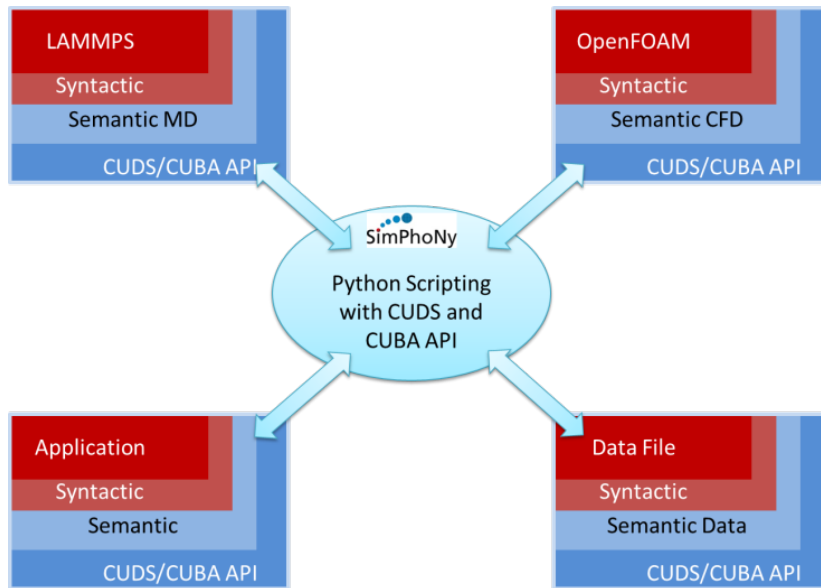 LAMMPS
Syntactic
Semantic MD
CUDS/CUBA API
OpenFOAM
Syntactic
Semantic CFD
CUDS/CUBA API
SimPhoNy
Python Scripting
with CUDS and
CUBA API
Application
Syntactic
Semantic
CUDS/CUBA API
Data File
Syntactic
Semantic Data
CUDS/CUBA API